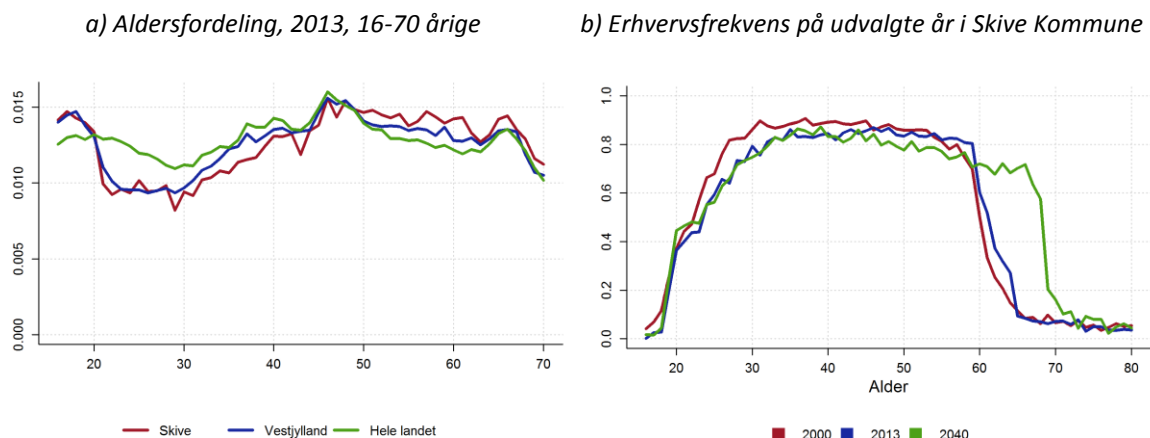 a) Aldersfordeling, 2013, 16-70 årige
b) Erhvervsfrekvens på udvalgte år i Skive Kommune
0.015
0.010
0.005
0.000
20 30 40 50 60 70
Skive Vestjylland Hele landet
1.0
0.8
0.6
0.4
0.2
0.0
20 30 40 50 60 70 80
Alder
2000 2013 2040